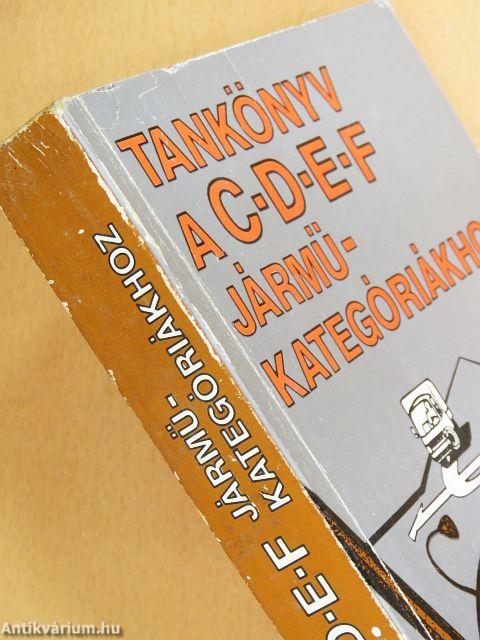 TANKÖNYV
A C-D-E-F
JÁRMŰ-
KATEGÓRIÁKHO
D-E-F JÁRMŰ-
KATEGÓRIÁKHOZ
Antikvárium.hu